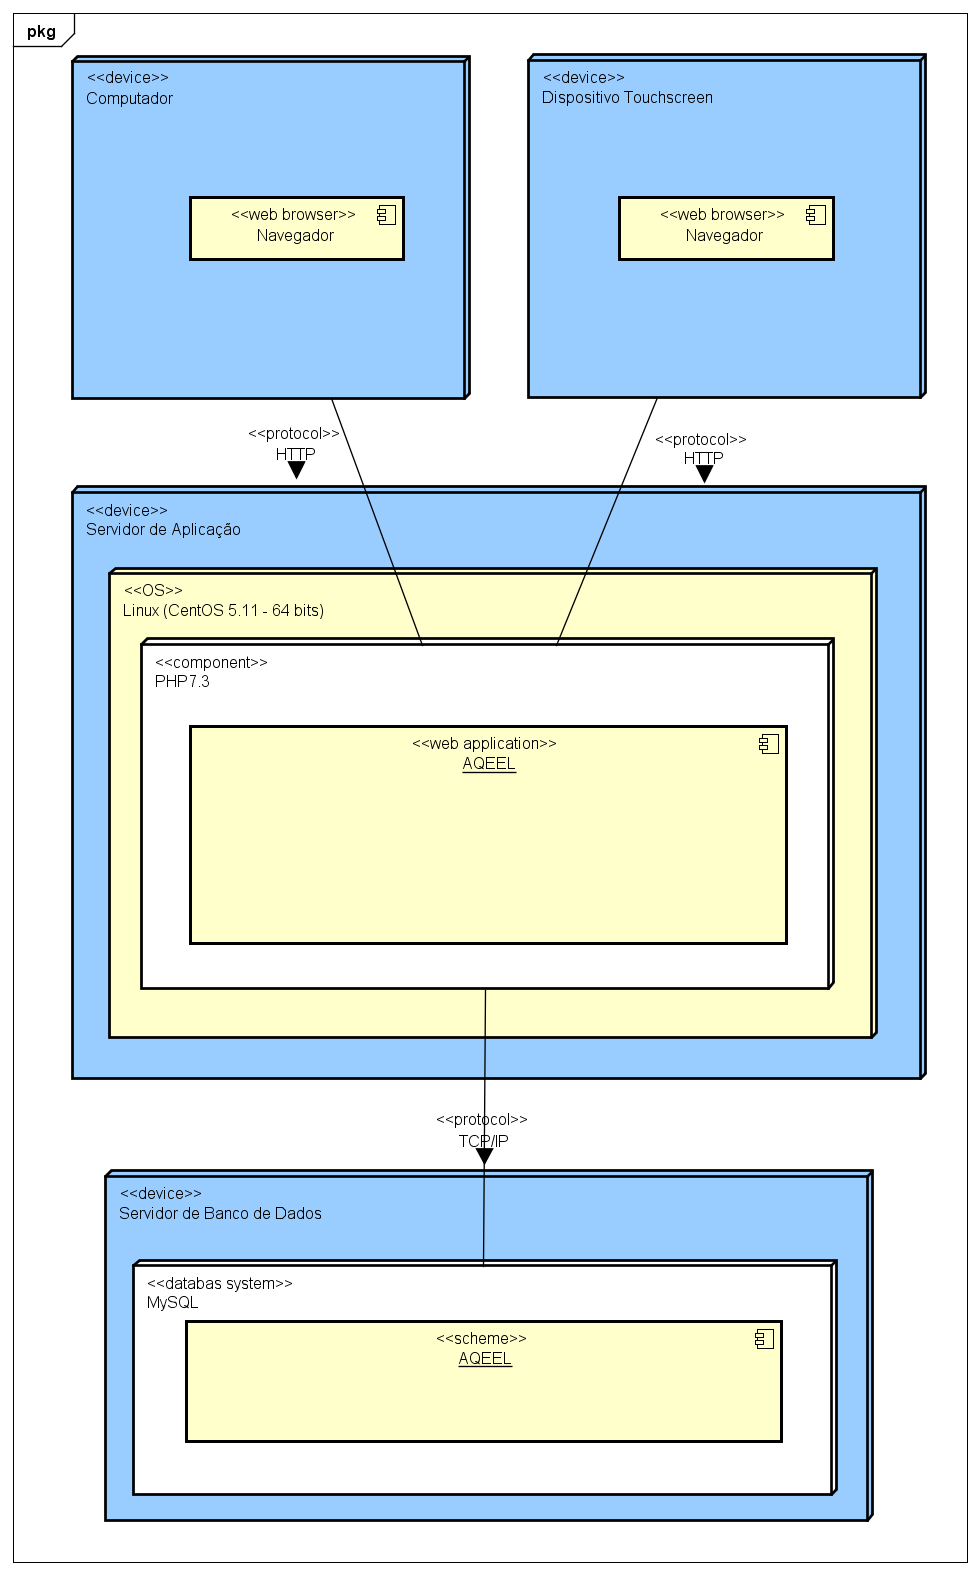 pkg
<<device>>
Computador
<<web browser>>
Navegador
<<device>>
Dispositivo Touchscreen
<<web browser>>
Navegador
<<protocol>>
HTTP
<<protocol>>
HTTP
<<device>>
Servidor de Aplicação
<<OS>>
Linux (CentOS 5.11 - 64 bits)
<<component>>
PHP7.3
<<web application>>
AQEEL
<<protocol>>
TCP/IP
<<device>>
Servidor de Banco de Dados
<<databas system>>
MySQL
<<scheme>>
AQEEL